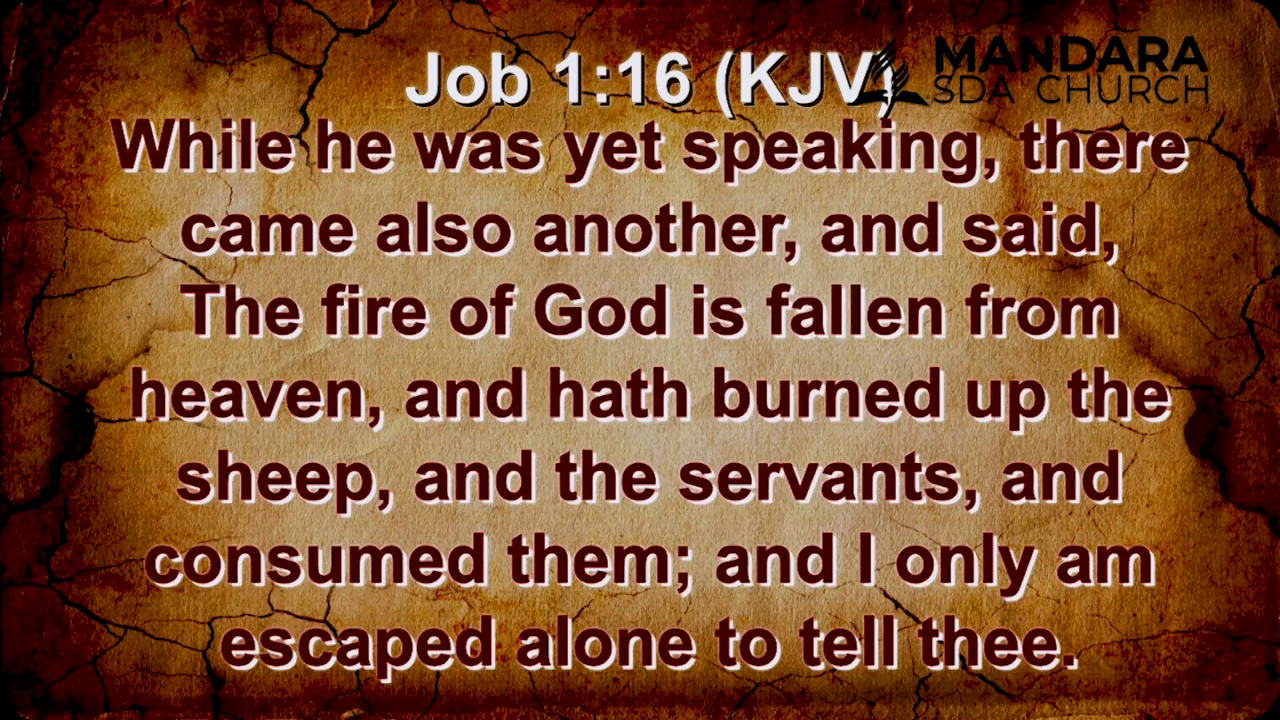 Job 1:16 (KJV)
MANDARA
SDA CHURCH
While he was yet speaking, there
came also another, and said,
The fire of God is fallen from
heaven, and hath burned up the
sheep, and the servants, and
consumed them; and I only am
escaped alone to tell thee.